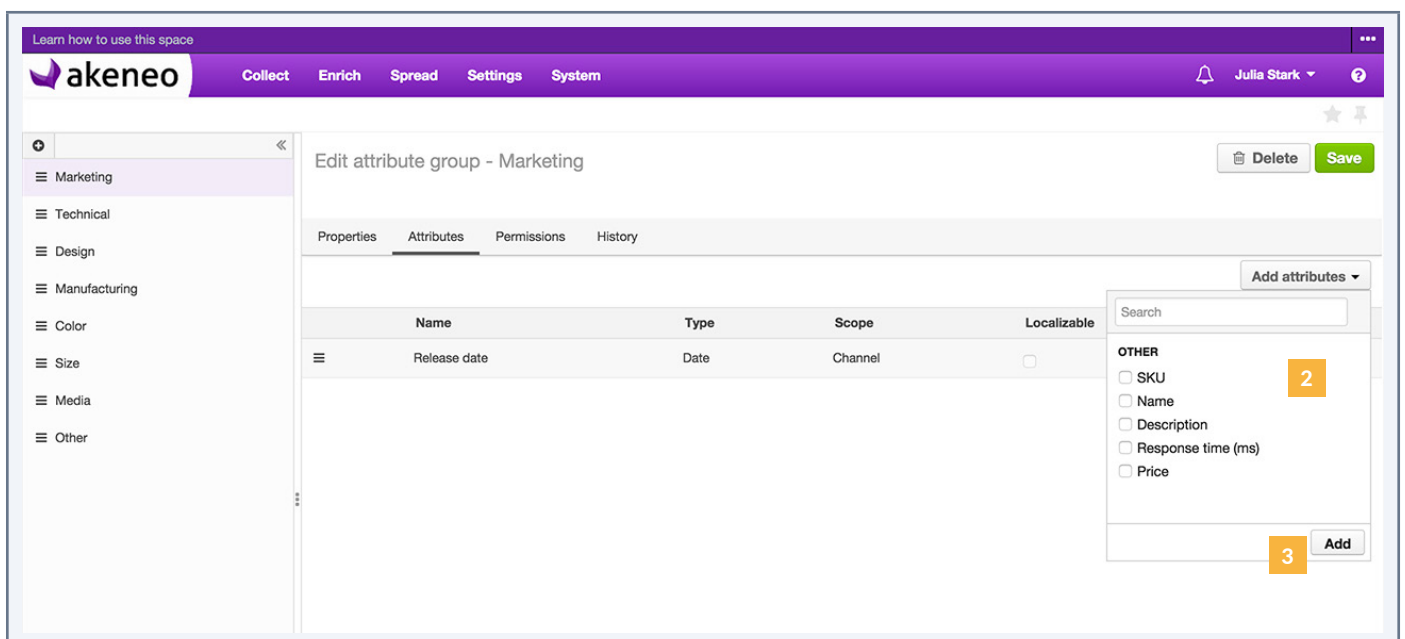 Learn how to use this space
akeneo Collect Enrich Spread Settings System Julia Stark
Edit attribute group - Marketing Delete Save
Marketing
Technical
Design
Manufacturing
Color
Size
Media
Other
Properties Attributes Permissions History
Add attributes
Name Type Scope Localizable
Release date Date Channel
Search
OTHER
SKU
2
Name
Description
Response time (ms)
Price
Add
3